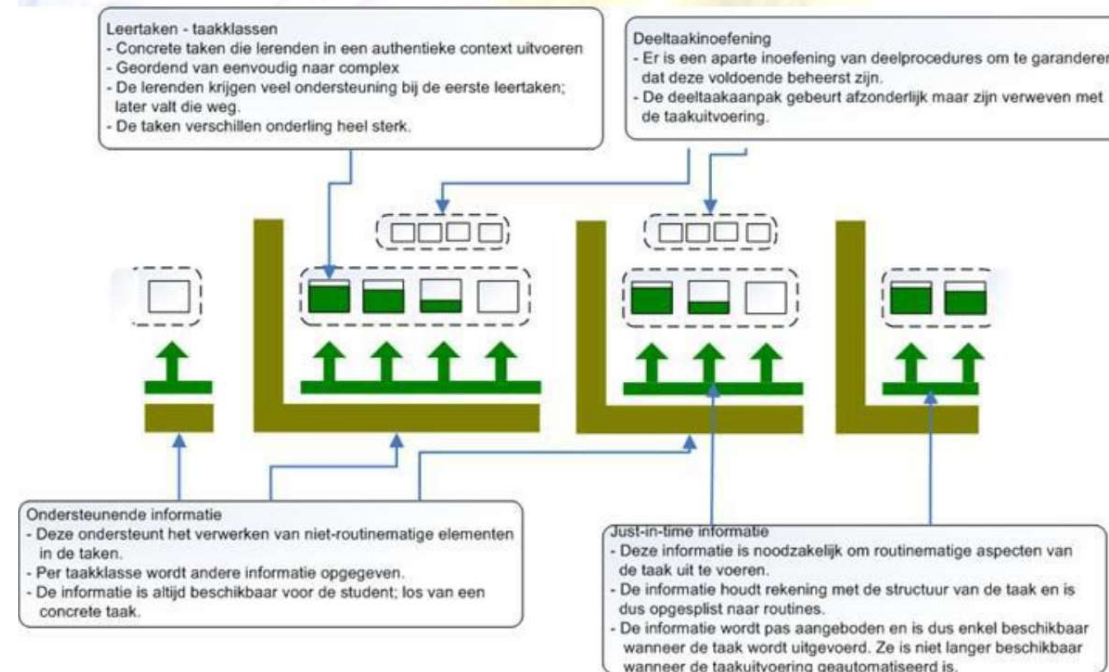 Leertaken - taakklassen
- Concrete taken die lerenden in een authentieke context uitvoeren
- Geordend van eenvoudig naar complex
- De lerenden krijgen veel ondersteuning bij de eerste leertaken;
later valt die weg.
- De taken verschillen onderling heel sterk.
Deeltaakinoefening
- Er is een aparte inoefening van deelprocedures om te garanderen
dat deze voldoende beheerst zijn.
- De deeltaakaanpak gebeurt afzonderlijk maar zijn verweven met
de taakuitvoering.
Ondersteunende informatie
- Deze ondersteunt het verwerken van niet-routinematige elementen
in de taken.
- Per taakklasse wordt andere informatie opgegeven.
- De informatie is altijd beschikbaar voor de student; los van een
concrete taak.
Just-in-time informatie
- Deze informatie is noodzakelijk om routinematige aspecten van
de taak uit te voeren.
- De informatie houdt rekening met de structuur van de taak en is
dus opgesplist naar routines.
- De informatie wordt pas aangeboden en is dus enkel beschikbaar
wanneer de taak wordt uitgevoerd. Ze is niet langer beschikbaar
wanneer de taakuitvoering geautomatiseerd is.